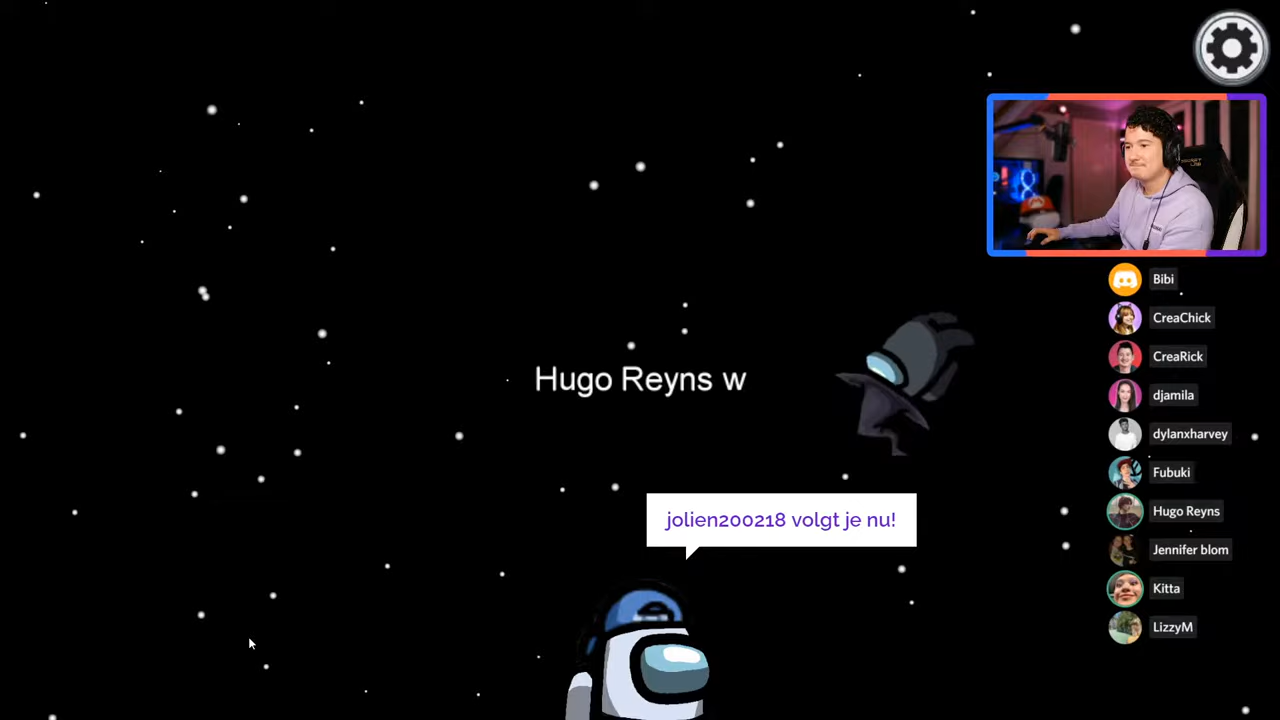 Bibi
CreaChick
CreaRick
djamila
dylanxharvey
Fubuki
Hugo Reyns
Jennifer blom
Kitta
LizzyM
Hugo Reyns w
jolien200218 volgt je nu!